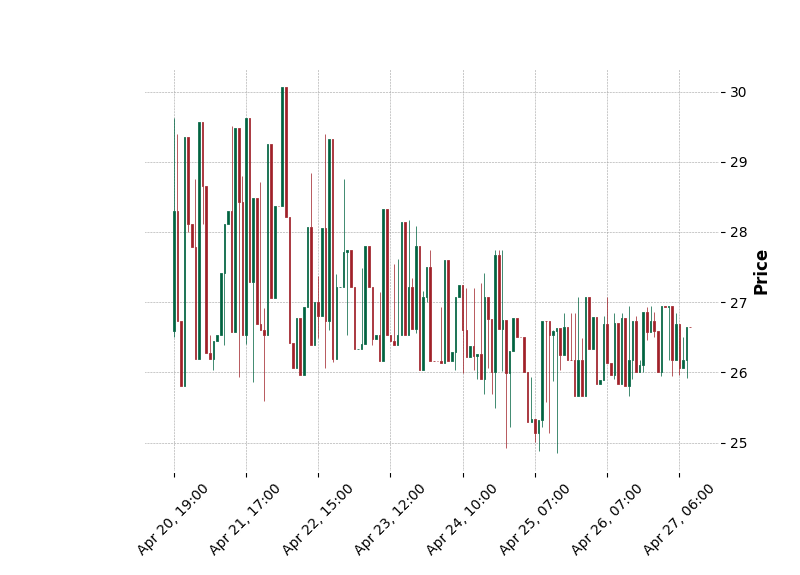 30
29
28
27
26
25
Price
Apr 20, 19:00
Apr 21, 17:00
Apr 22, 15:00
Apr 23, 12:00
Apr 24, 10:00
Apr 25, 07:00
Apr 26, 07:00
Apr 27, 06:00